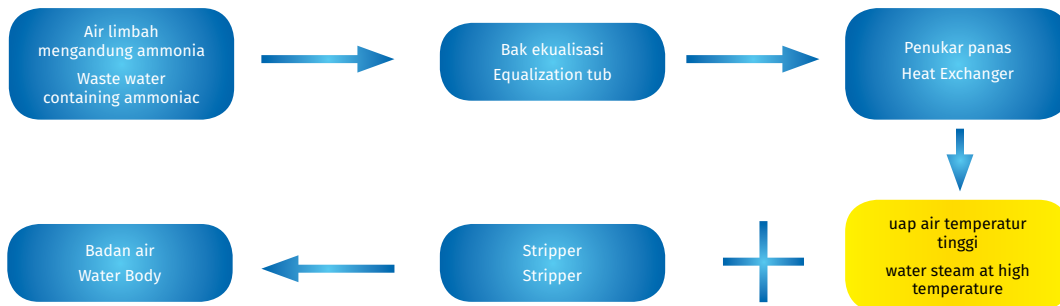 Air limbah
mengandung ammonia
Waste water
containing ammoniac
Bak ekualisasi
Equalization tub
Penukar panas
Heat Exchanger
uap air temperatur
tinggi
water steam at high
temperature
Stripper
Stripper
Badan air
Water Body